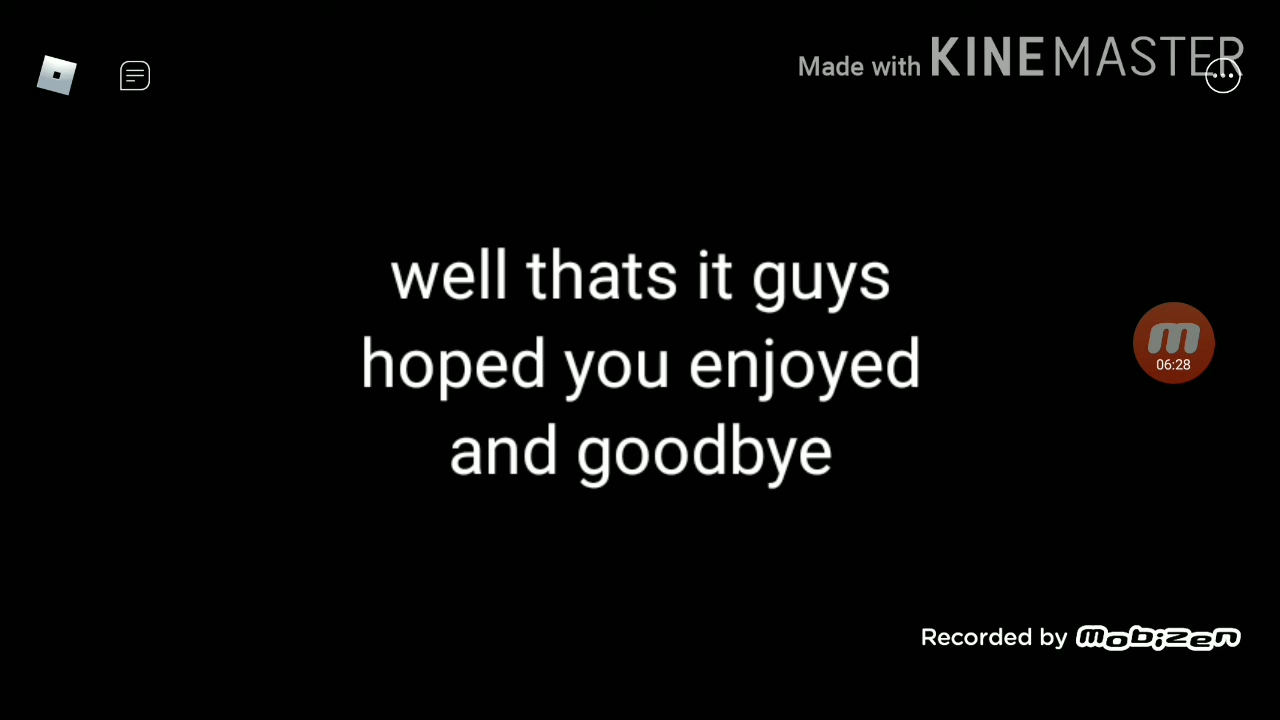 Made with KINEMASTER
well thats it guys
hoped you enjoyed
and goodbye
06:28
Recorded by mobizen